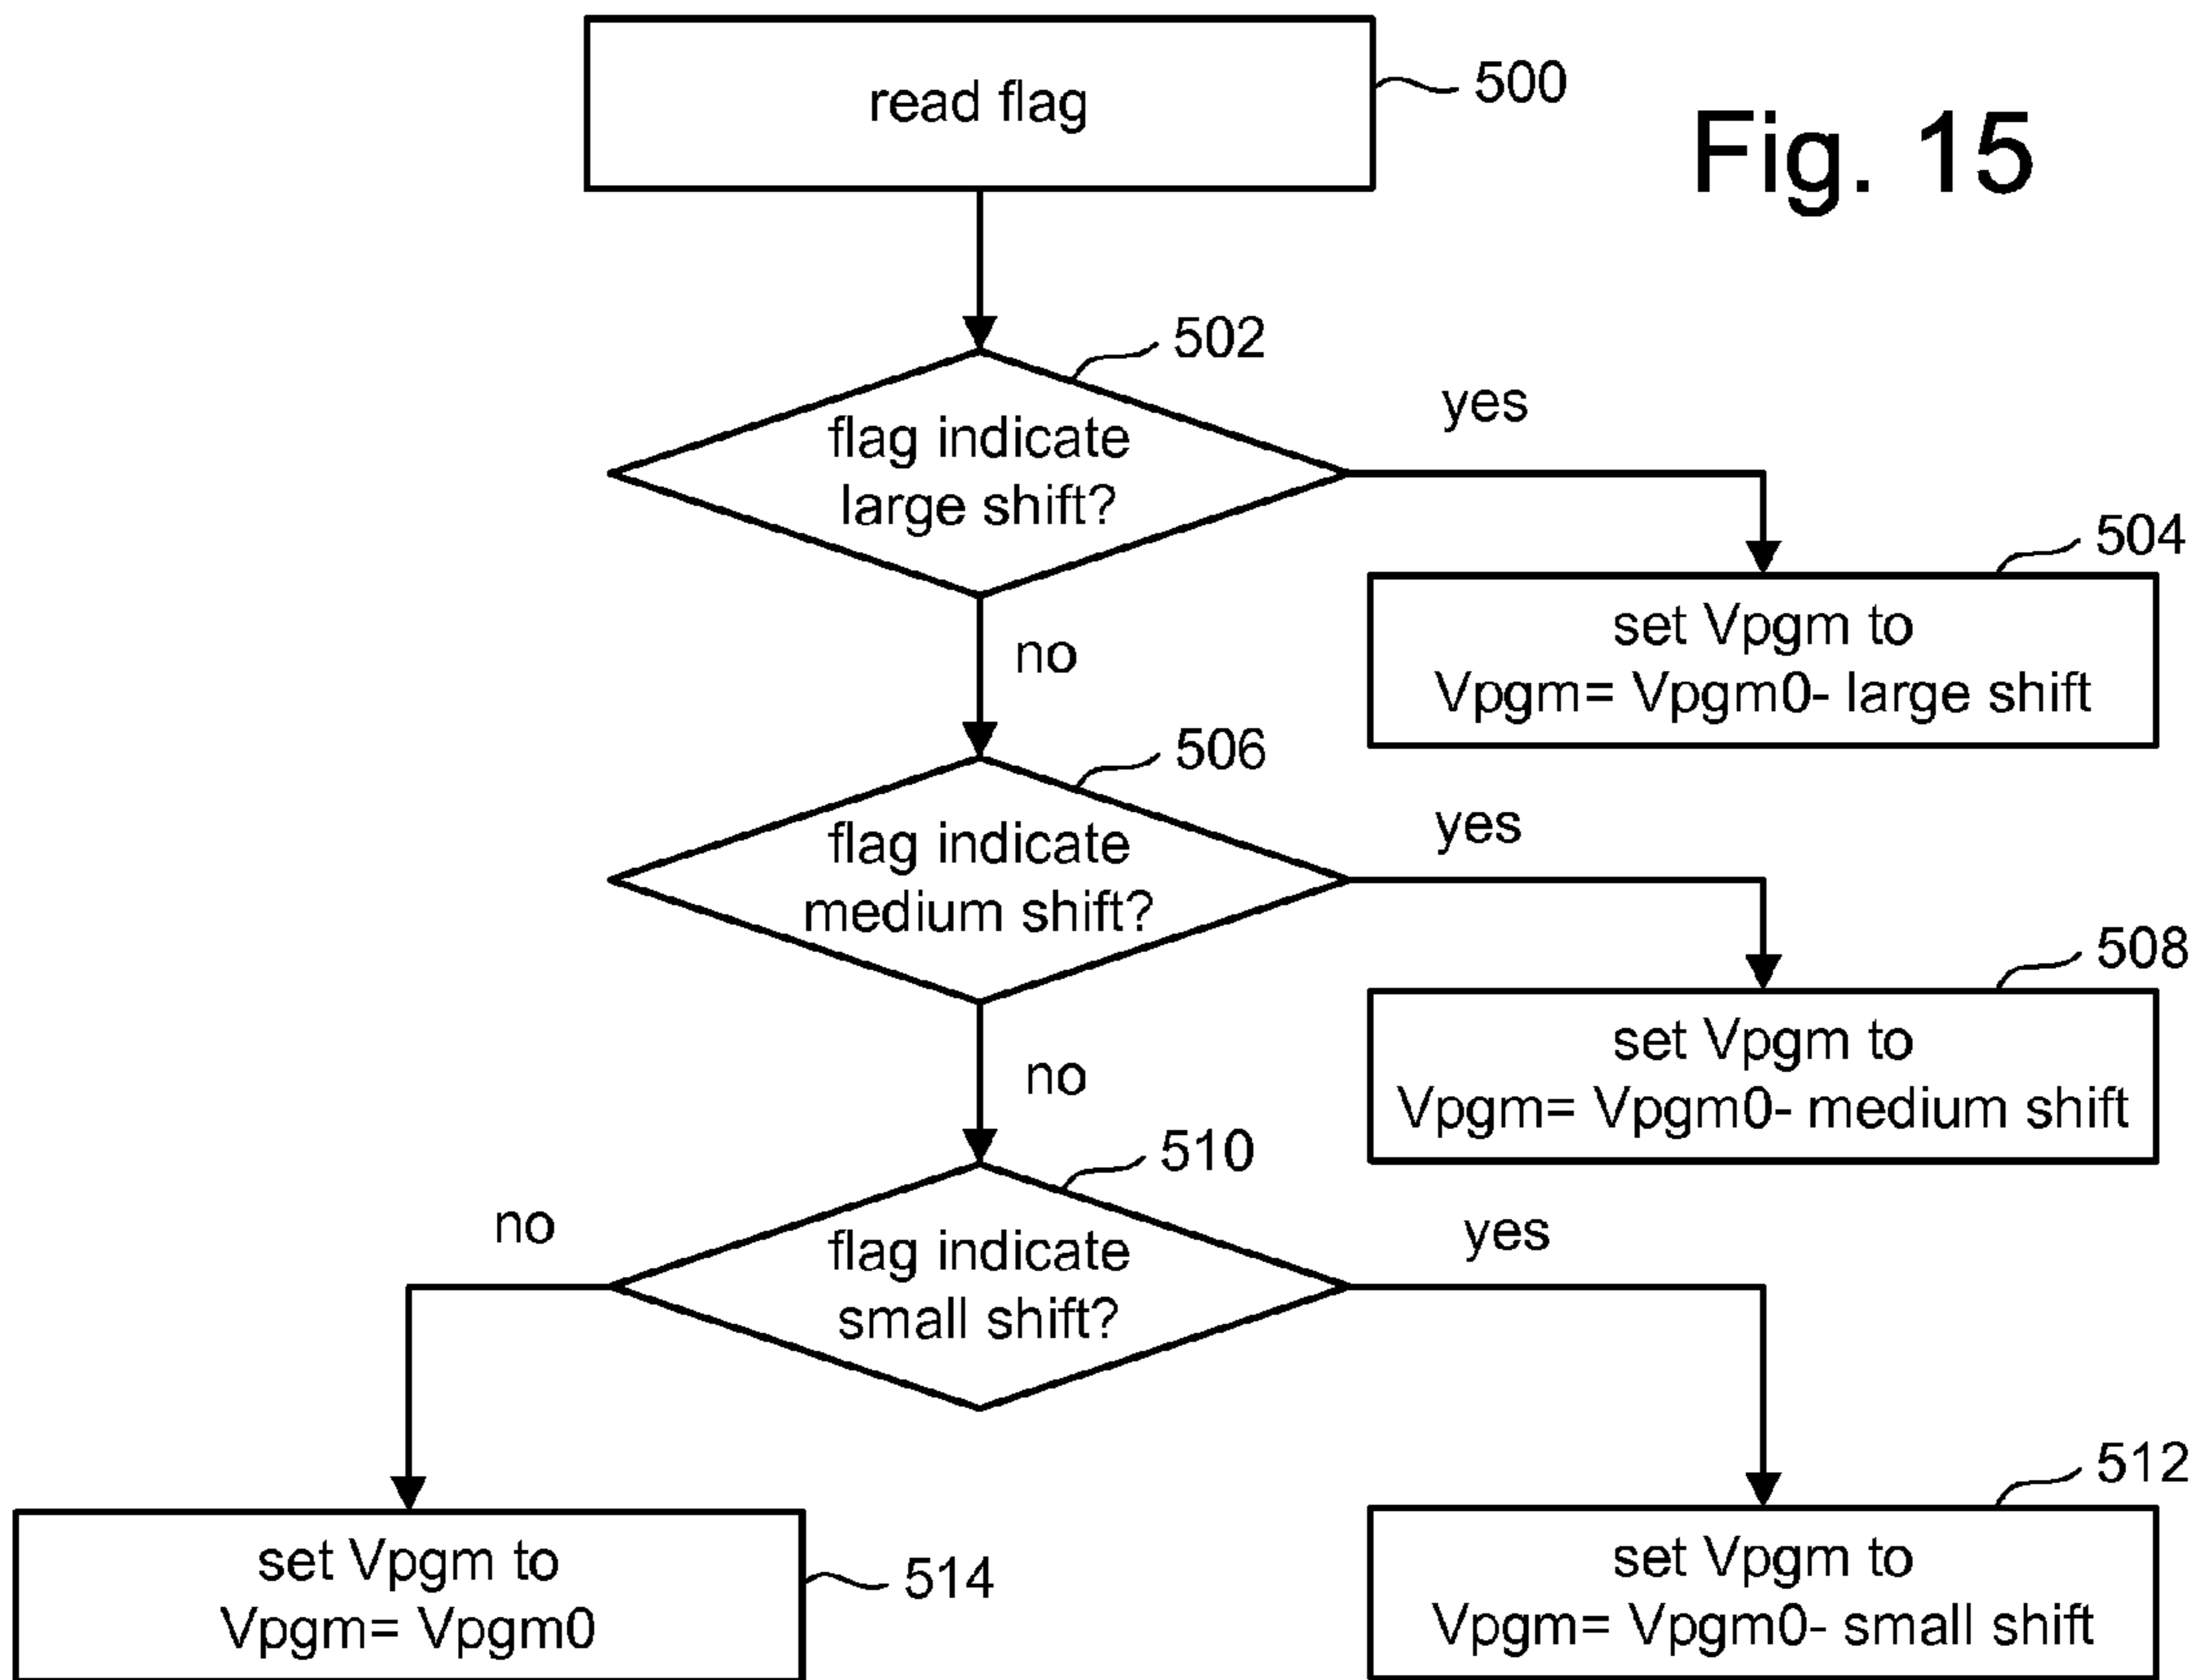 read flag
500
Fig. 15
502
flag indicate
large shift?
yes
504
set Vpgm to
Vpgm= Vpgm0- large shift
no
506
flag indicate
medium shift?
yes
508
set Vpgm to
Vpgm= Vpgm0- medium shift
no
510
flag indicate
small shift?
no
yes
512
set Vpgm to
Vpgm= Vpgm0- small shift
set Vpgm to
Vpgm= Vpgm0
514